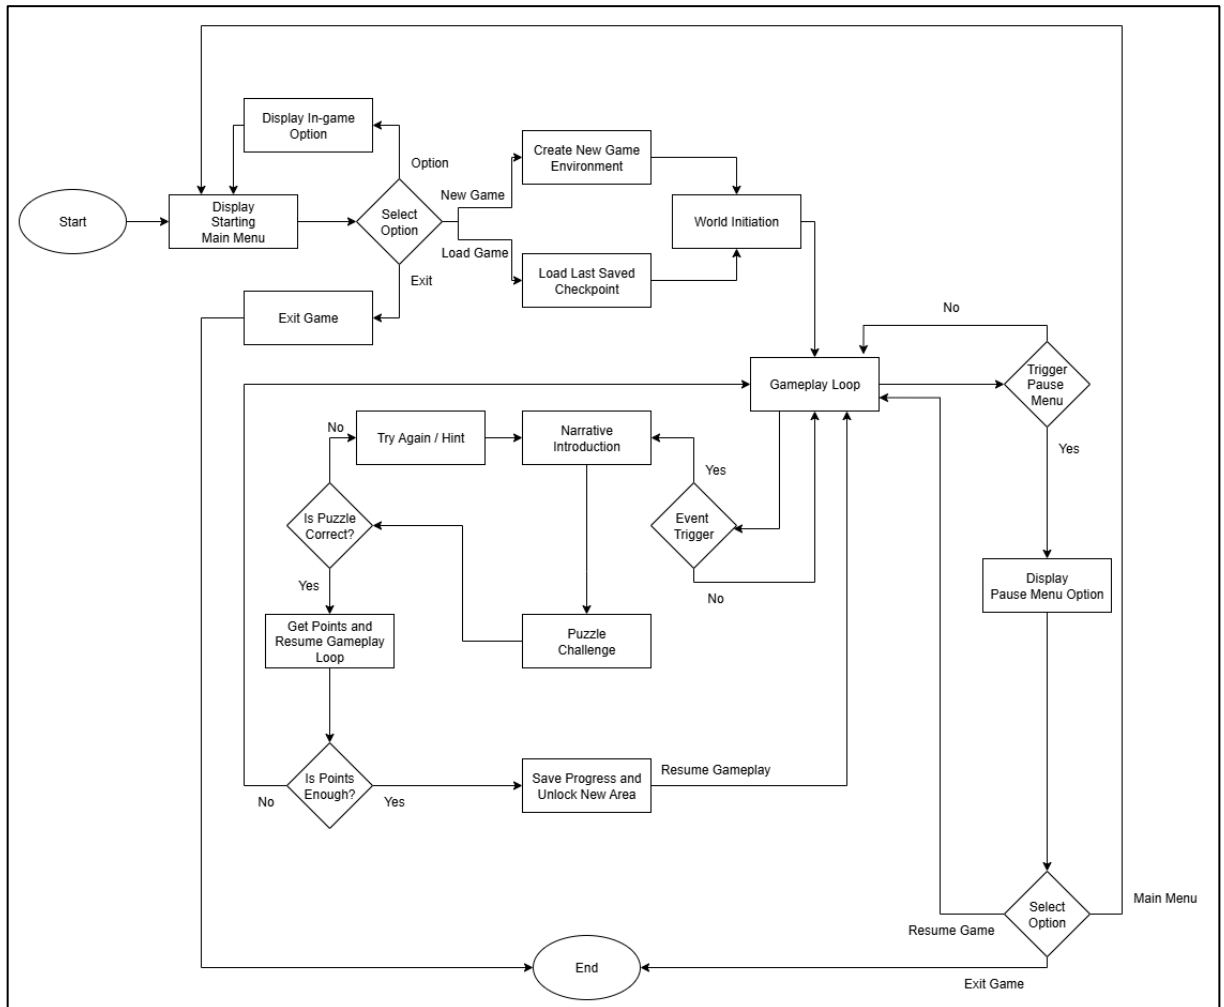 Display In-game
Option
Option
Create New Game
Environment
New Game
Start
Display
Starting
Main Menu
Select
Option
World Initiation
Load Game
Exit
Load Last Saved
Checkpoint
Exit Game
No
Gameplay Loop
Trigger
Pause
Menu
No
Try Again / Hint
Narrative
Introduction
Yes
Yes
Is Puzzle
Correct?
Event
Trigger
Yes
No
Display
Pause Menu Option
Get Points and
Resume Gameplay
Loop
Puzzle
Challenge
Is Points
Enough?
No
Yes
Save Progress and
Unlock New Area
Resume Gameplay
Select
Option
Main Menu
Resume Game
End
Exit Game